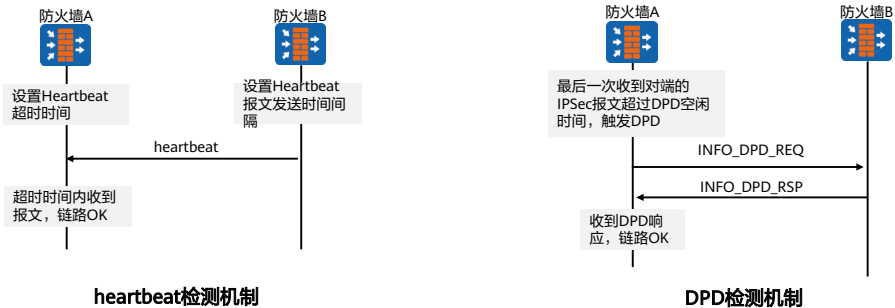 防火墙A
防火墙B
设置Heartbeat
超时时间
设置Heartbeat
报文发送时间间
隔
heartbeat
超时时间内收到
报文，链路OK
heartbeat检测机制
防火墙A
防火墙B
最后一次收到对端的
IPSec报文超过DPD空闲
时间，触发DPD
INFO_DPD_REQ
INFO_DPD_RSP
收到DPD响
应，链路OK
DPD检测机制